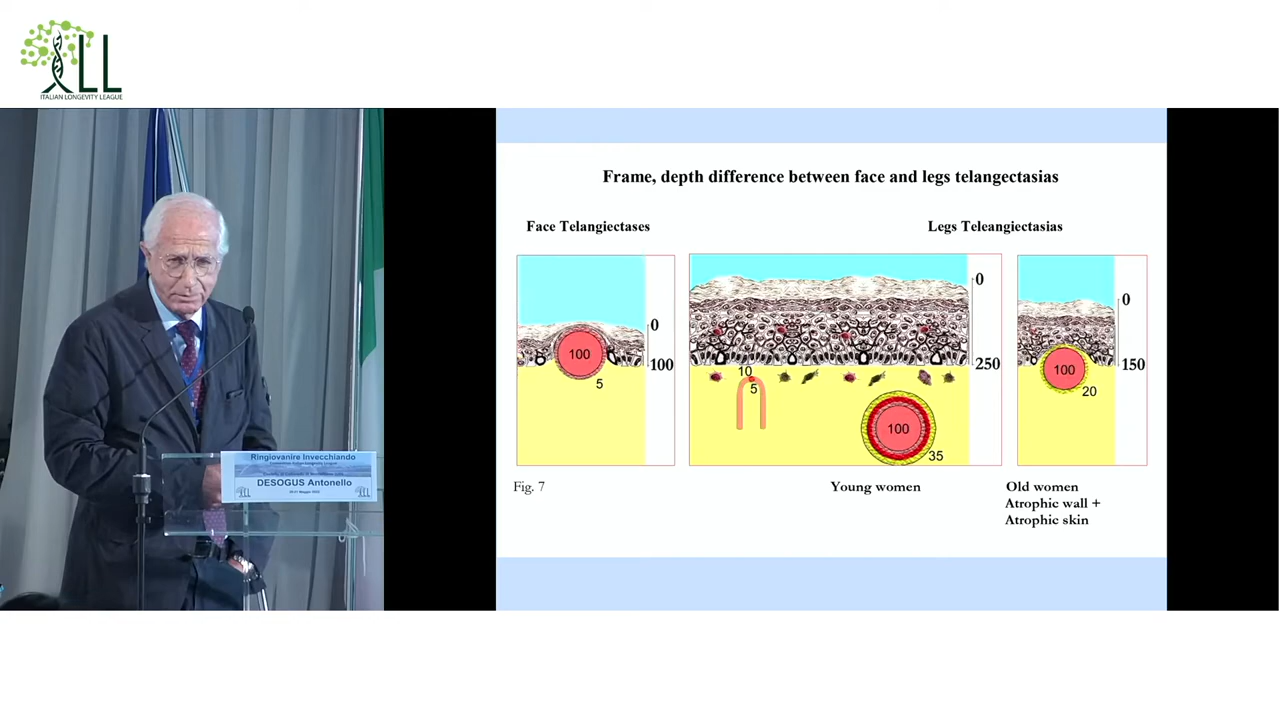 ILL
ITALIAN LONGEVITY LEAGUE
Frame, depth difference between face and legs telangectasias
Face Telangiectases
Legs Teleangiectasias
0
100
100
5
0
250
10
5
100
35
0
150
100
20
Fig. 7
Young women
Old women
Atrophic wall +
Atrophic skin
Ringiovanire Invecchiando
DESOGUS Antonello